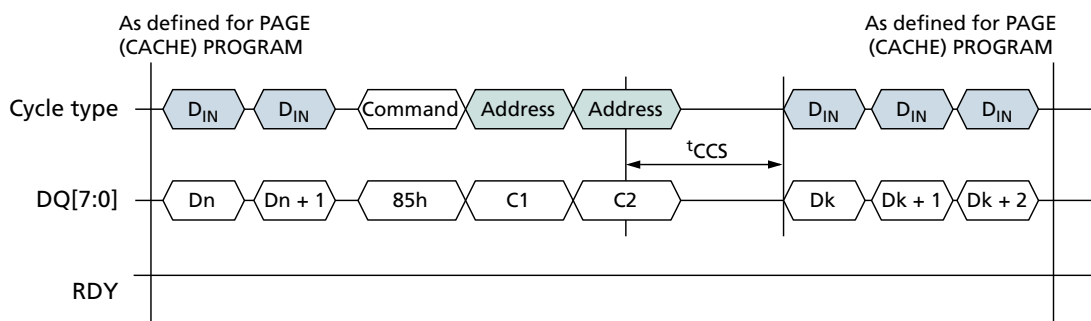 As defined for PAGE
(CACHE) PROGRAM
As defined for PAGE
(CACHE) PROGRAM
Cycle type
DIN
DIN
Command
Address
Address
DIN
DIN
DIN
tCCS
DQ[7:0]
Dn
Dn + 1
85h
C1
C2
Dk
Dk + 1
Dk + 2
RDY